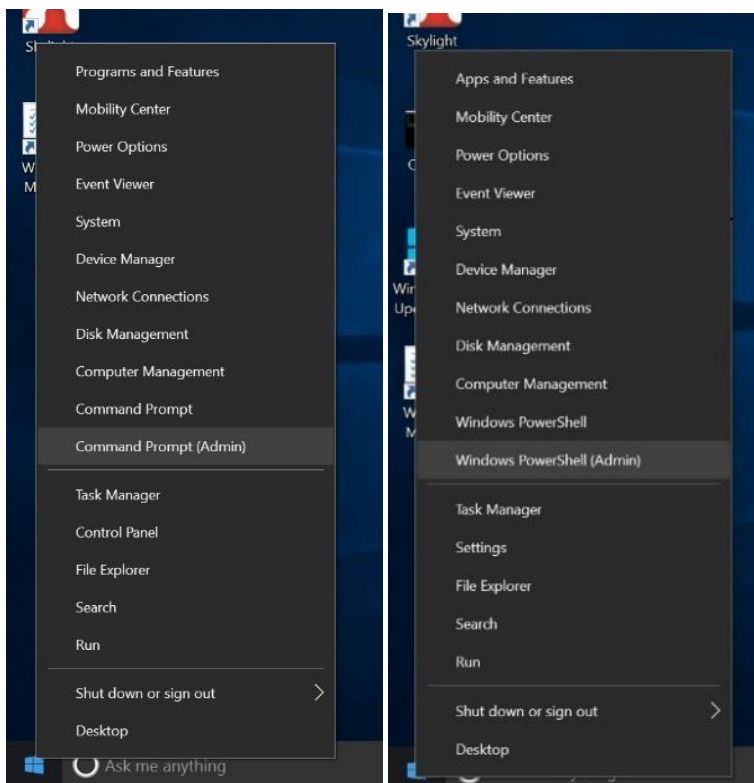 Programs and Features
Mobility Center
Power Options
Event Viewer
System
Device Manager
Network Connections
Disk Management
Computer Management
Command Prompt
Command Prompt (Admin)
Task Manager
Control Panel
File Explorer
Search
Run
Shut down or sign out
Desktop
Ask me anything
Skylight
Apps and Features
Mobility Center
Power Options
Event Viewer
System
Device Manager
Network Connections
Disk Management
Computer Management
Windows PowerShell
Windows PowerShell (Admin)
Task Manager
Settings
File Explorer
Search
Run
Shut down or sign out
Desktop